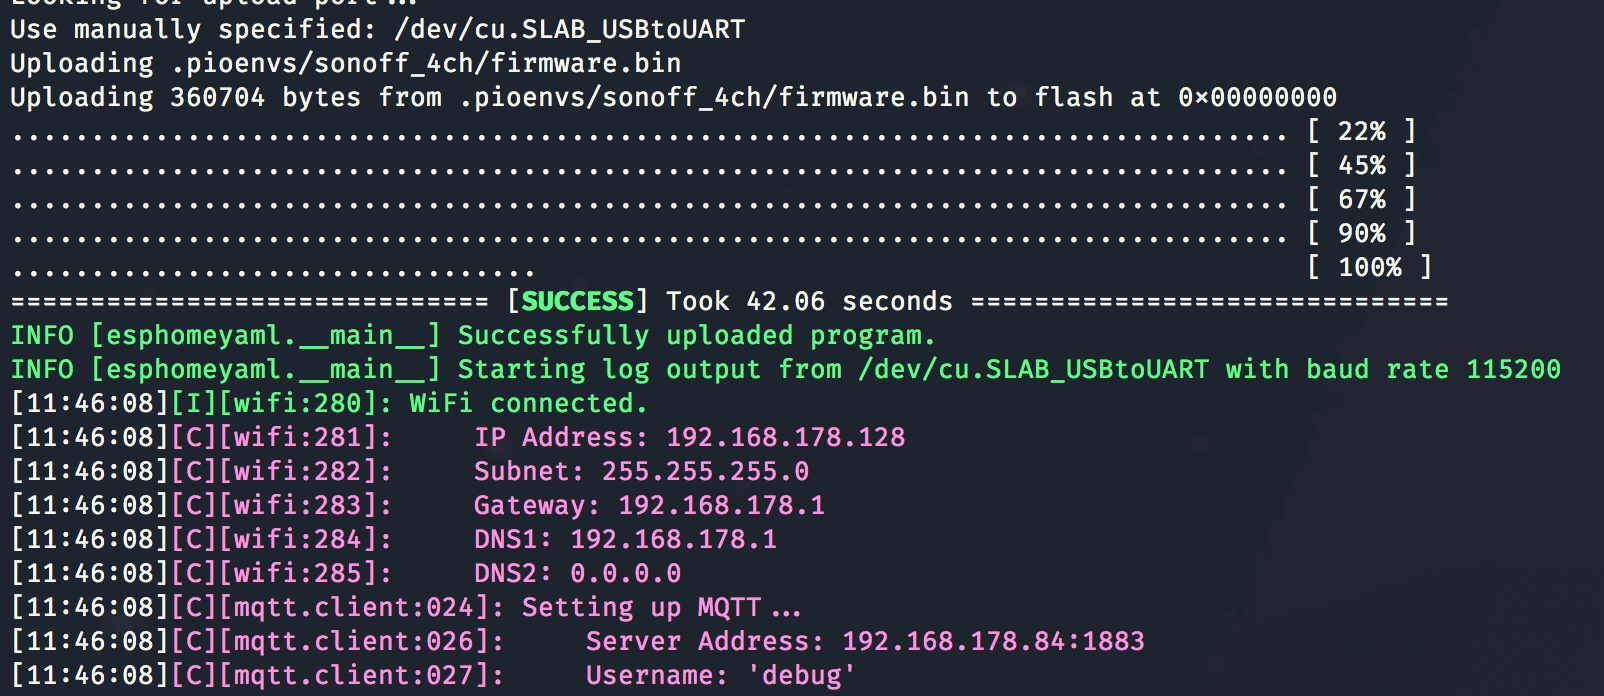 Looking for upload port...
Use manually specified: /dev/cu.SLAB_USBtoUART
Uploading .pioenvs/sonoff_4ch/firmware.bin
Uploading 360704 bytes from .pioenvs/sonoff_4ch/firmware.bin to flash at 0×00000000
................................................................................ [ 22% ]
................................................................................ [ 45% ]
................................................................................ [ 67% ]
................................................................................ [ 90% ]
................................. [ 100% ]
============================== [SUCCESS] Took 42.06 seconds ==============================
INFO [esphomeyaml.__main__] Successfully uploaded program.
INFO [esphomeyaml.__main__] Starting log output from /dev/cu.SLAB_USBtoUART with baud rate 115200
[11:46:08][I][wifi:280]: WiFi connected.
[11:46:08][C][wifi:281]:     IP Address: 192.168.178.128
[11:46:08][C][wifi:282]:     Subnet: 255.255.255.0
[11:46:08][C][wifi:283]:     Gateway: 192.168.178.1
[11:46:08][C][wifi:284]:     DNS1: 192.168.178.1
[11:46:08][C][wifi:285]:     DNS2: 0.0.0.0
[11:46:08][C][mqtt.client:024]: Setting up MQTT...
[11:46:08][C][mqtt.client:026]:     Server Address: 192.168.178.84:1883
[11:46:08][C][mqtt.client:027]:     Username: 'debug'